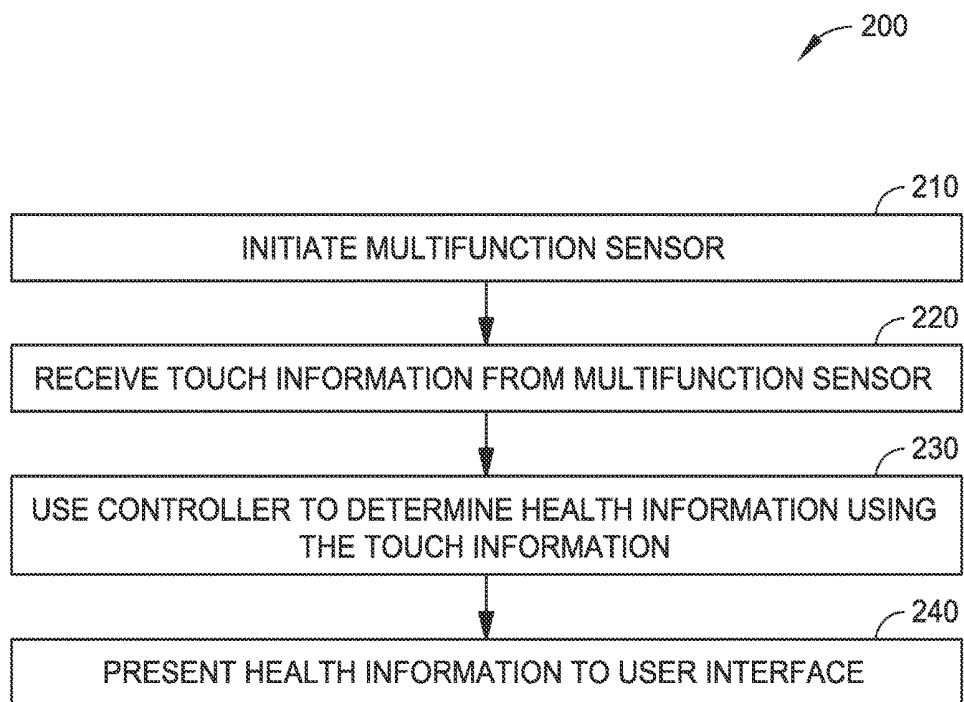 200
210
INITIATE MULTIFUNCTION SENSOR
220
RECEIVE TOUCH INFORMATION FROM MULTIFUNCTION SENSOR
230
USE CONTROLLER TO DETERMINE HEALTH INFORMATION USING
THE TOUCH INFORMATION
240
PRESENT HEALTH INFORMATION TO USER INTERFACE